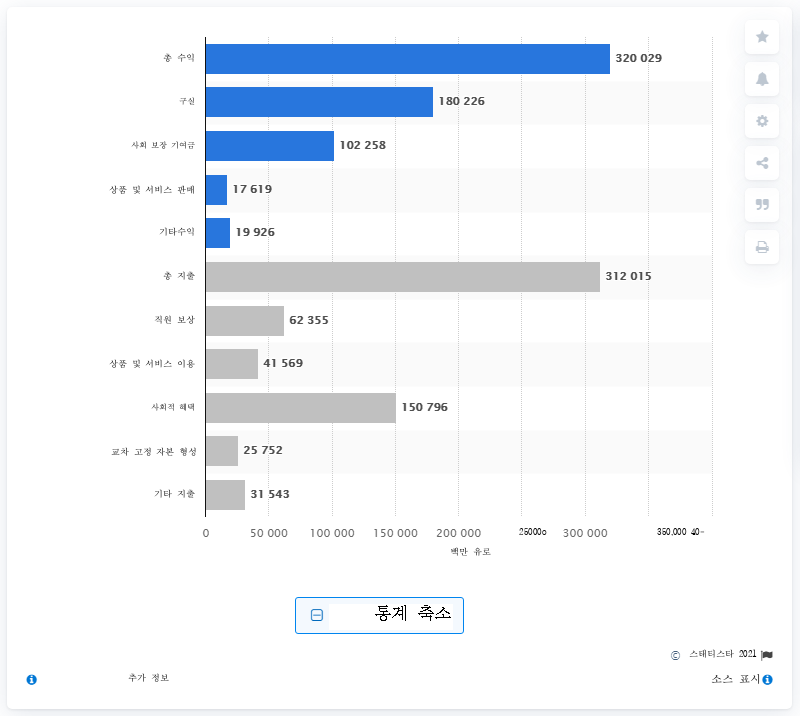 총 수익 320 029
구실 180 226
사회 보장 기여금 102 258
상품 및 서비스 판매 17 619
기타수익 19 926
총 지출 312 015
직원 보상 62 355
상품 및 서비스 이용 41 569
사회적 혜택 150 796
교차 고정 자본 형성 25 752
기타 지출 31 543
0 50 000 100 000 150 000 200 000 25000o 300 000 350,000 40-
백만 유로
통계 축소
© 스태티스타 2021
추가 정보 소스 표시